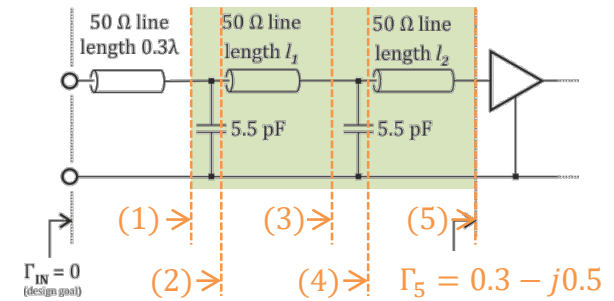 50 Ω line
length 0.3λ
50 Ω line
length l₁
50 Ω line
length l₂
5.5 pF
5.5 pF
(1)
(3)
(5)
(2)
(4)
Γ_IN = 0
(design goal)
Γ₅ = 0.3 − j0.5